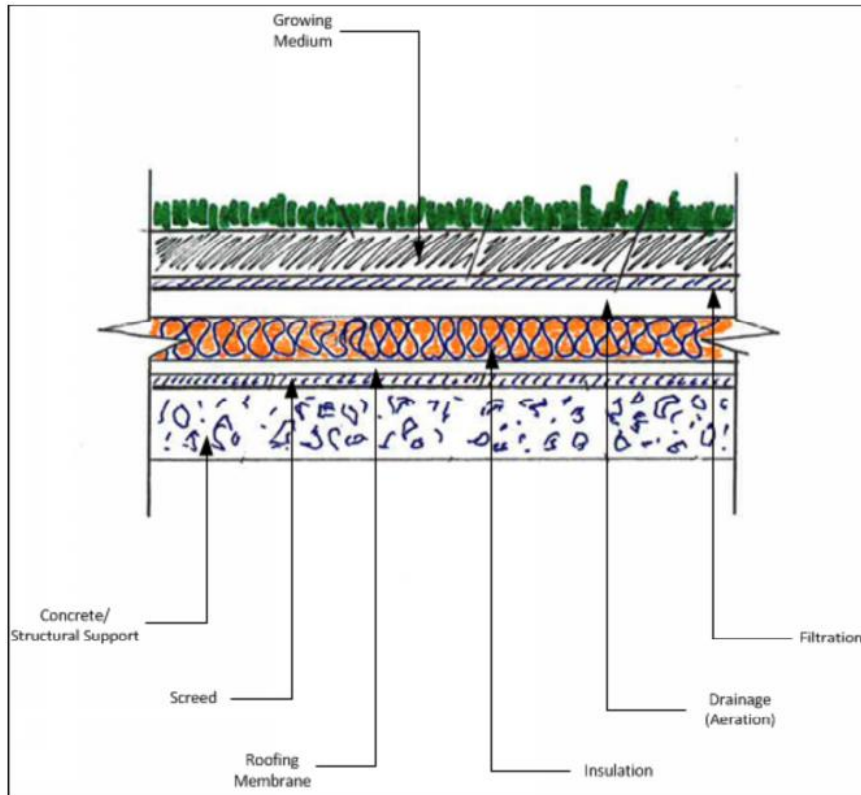 Growing
Medium
Concrete/
Structural Support
Filtration
Screed
Drainage
(Aeration)
Roofing
Membrane
Insulation